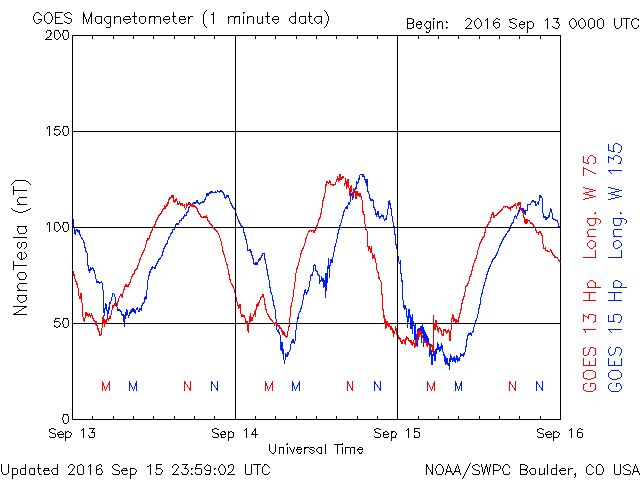 GOES Magnetometer (1 minute data)
Begin: 2016 Sep 13 0000 UTC
200
150
100
50
0
NanoTesla (nT)
M M N N M M N N M M N N
Sep 13 Sep 14 Sep 15 Sep 16
Universal Time
GOES 13 Hp Long. W 75
GOES 15 Hp Long. W 135
Updated 2016 Sep 15 23:59:02 UTC
NOAA/SWPC Boulder, CO USA